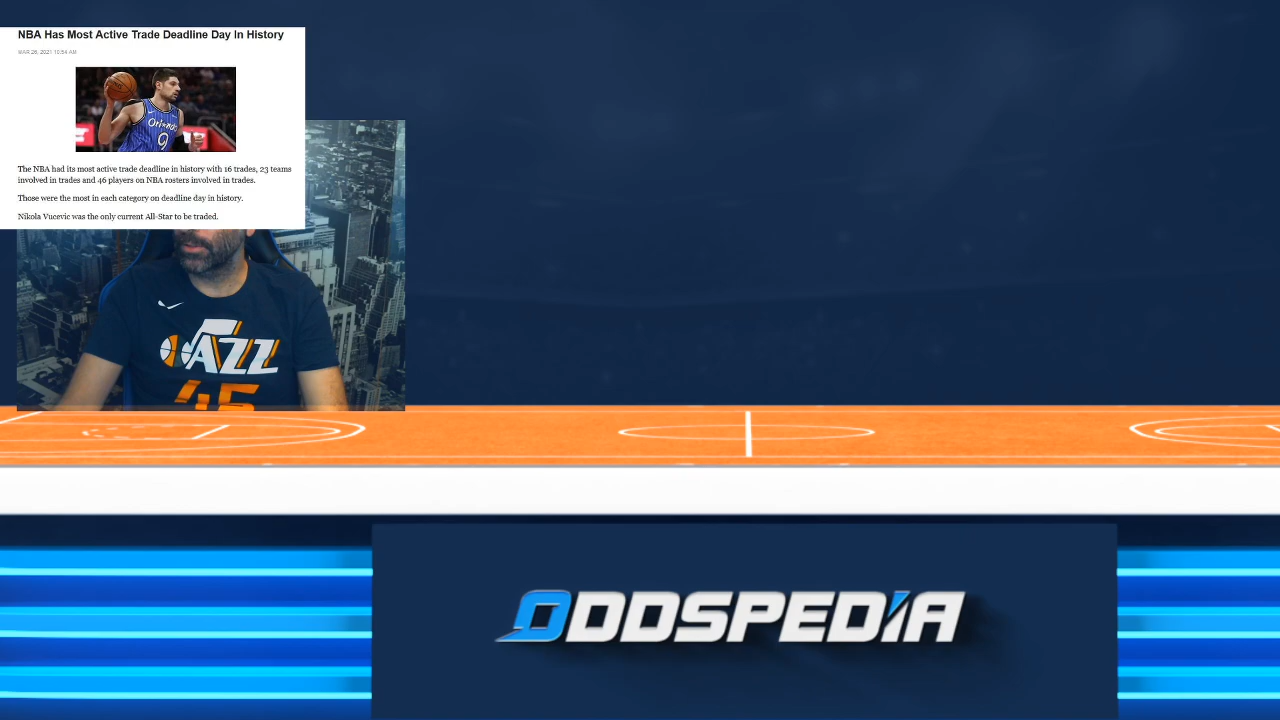 NBA Has Most Active Trade Deadline Day In History
MAR 26, 2021 10:54 AM
Orlando
9
The NBA had its most active trade deadline in history with 16 trades, 23 teams
involved in trades and 46 players on NBA rosters involved in trades.
Those were the most in each category on deadline day in history.
Nikola Vucevic was the only current All-Star to be traded.
JAZZ
45
ODDSPEDIA